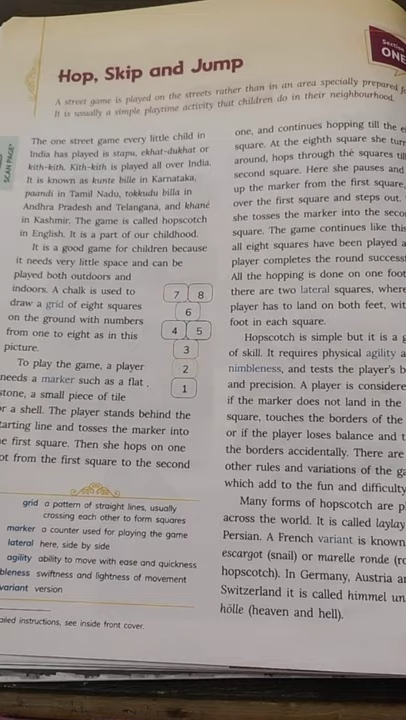 Section
ONE
Hop, Skip and Jump
A street game is played on the streets rather than in an area specially prepared
It is usually a simple playtime activity that children do in their neighbourhood.
SCAN PAGE
The one street game every little child in
India has played is stapu, ekhat-dukhat or
kith-kith. Kith-kith is played all over India.
It is known as kunte bille in Karnataka,
paandi in Tamil Nadu, tokkudu billa in
Andhra Pradesh and Telangana, and khané
in Kashmir. The game is called hopscotch
in English. It is a part of our childhood.
It is a good game for children because
it needs very little space and can be
played both outdoors and
indoors. A chalk is used to
draw a grid of eight squares
on the ground with numbers
from one to eight as in this
picture.
To play the game, a player
needs a marker such as a flat
stone, a small piece of tile
or a shell. The player stands behind the
tarting line and tosses the marker into
e first square. Then she hops on one
ot from the first square to the second
7 8
6
4 5
3
2
1
grid a pattern of straight lines, usually
crossing each other to form squares
marker a counter used for playing the game
lateral here, side by side
agility ability to move with ease and quickness
bleness swiftness and lightness of movement
variant version
ailed instructions, see inside front cover.
one, and continues hopping till the e
square. At the eighth square she tur
around, hops through the squares till
second square. Here she pauses and
up the marker from the first square,
over the first square and steps out.
she tosses the marker into the seco
square. The game continues like this
all eight squares have been played a
player completes the round success
All the hopping is done on one foot
there are two lateral squares, where
player has to land on both feet, wit
foot in each square.
Hopscotch is simple but it is a g
of skill. It requires physical agility a
nimbleness, and tests the player's b
and precision. A player is considere
if the marker does not land in the
square, touches the borders of the
or if the player loses balance and t
the borders accidentally. There are
other rules and variations of the ga
which add to the fun and difficulty
Many forms of hopscotch are pl
across the world. It is called laylay
Persian. A French variant is known
escargot (snail) or marelle ronde (ro
hopscotch). In Germany, Austria an
Switzerland it is called himmel un
hölle (heaven and hell).